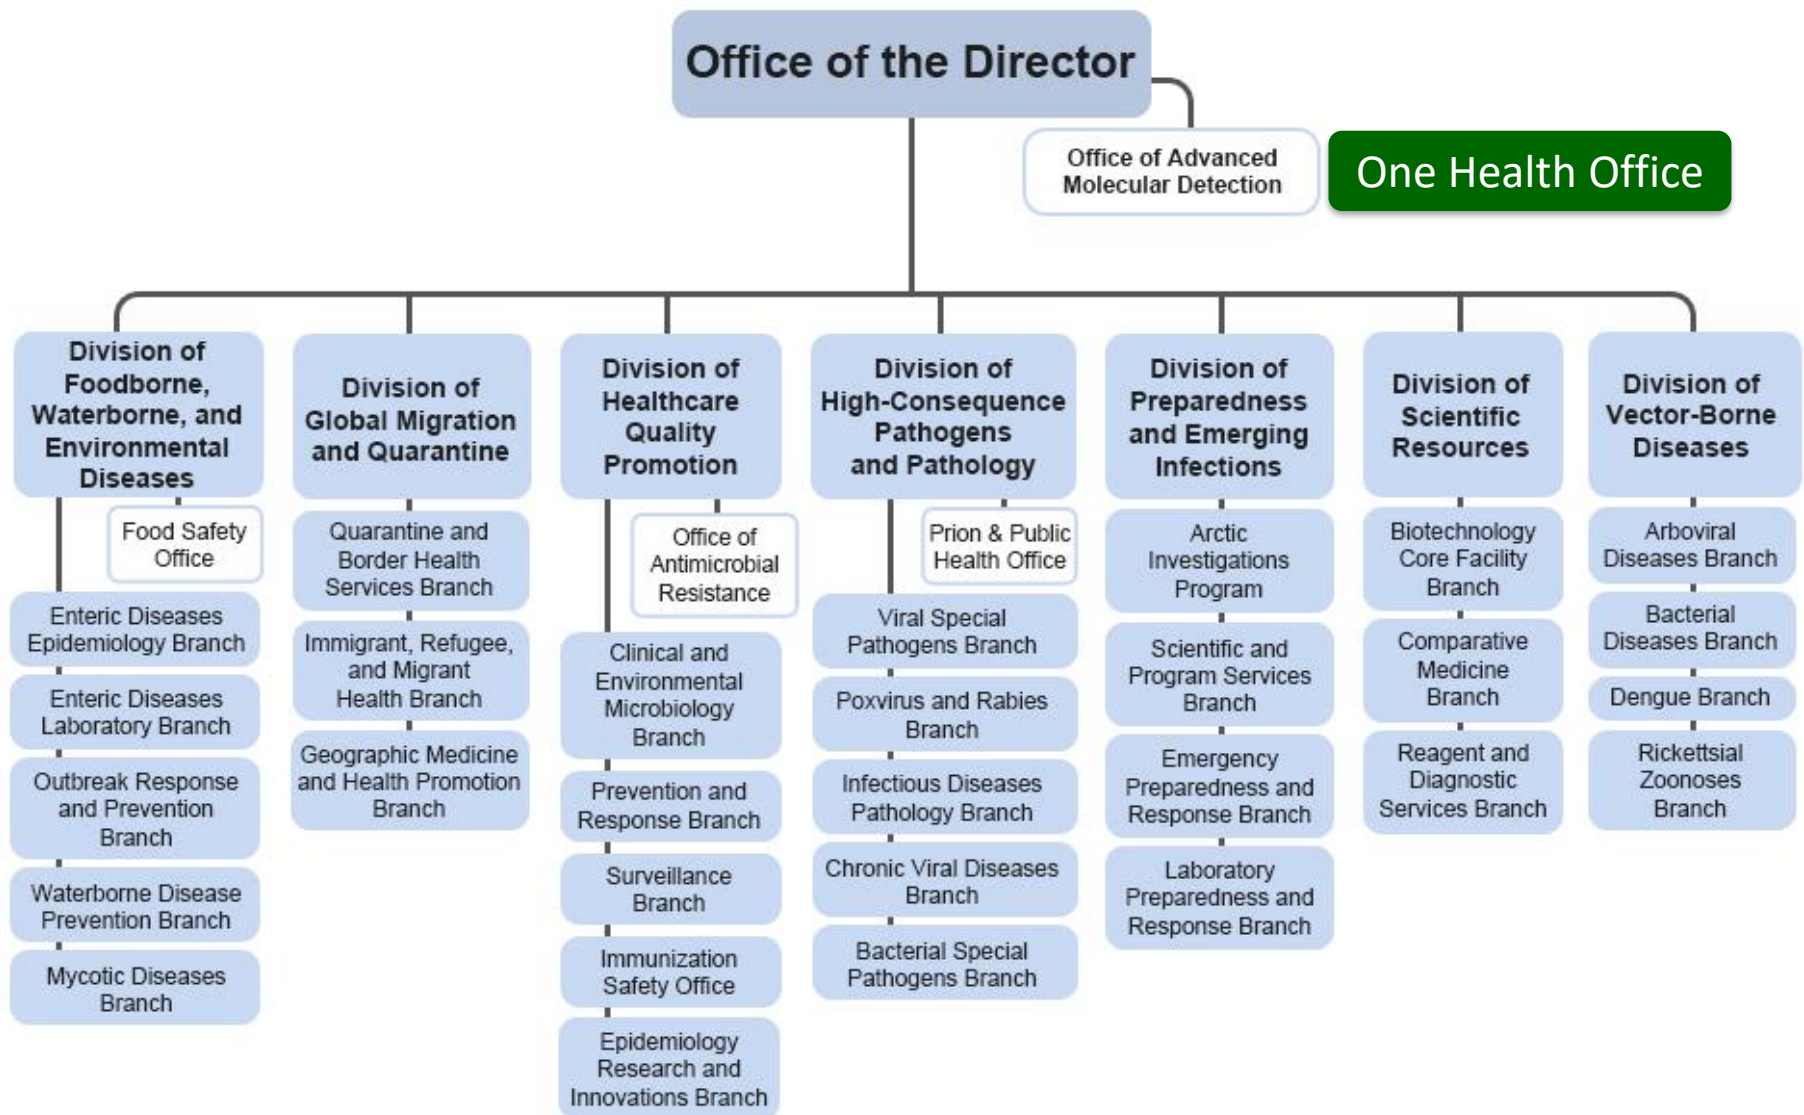 Office of the Director
Office of Advanced
Molecular Detection
One Health Office
Division of
Foodborne,
Waterborne, and
Environmental
Diseases
Food Safety
Office
Enteric Diseases
Epidemiology Branch
Enteric Diseases
Laboratory Branch
Outbreak Response
and Prevention
Branch
Waterborne Disease
Prevention Branch
Mycotic Diseases
Branch
Division of
Global Migration
and Quarantine
Quarantine and
Border Health
Services Branch
Immigrant, Refugee,
and Migrant
Health Branch
Geographic Medicine
and Health Promotion
Branch
Division of
Healthcare
Quality
Promotion
Office of
Antimicrobial
Resistance
Clinical and
Environmental
Microbiology
Branch
Prevention and
Response Branch
Surveillance
Branch
Immunization
Safety Office
Epidemiology
Research and
Innovations Branch
Division of
High-Consequence
Pathogens
and Pathology
Prion & Public
Health Office
Viral Special
Pathogens Branch
Poxvirus and Rabies
Branch
Infectious Diseases
Pathology Branch
Chronic Viral Diseases
Branch
Bacterial Special
Pathogens Branch
Division of
Preparedness
and Emerging
Infections
Arctic
Investigations
Program
Scientific and
Program Services
Branch
Emergency
Preparedness and
Response Branch
Laboratory
Preparedness and
Response Branch
Division of
Scientific
Resources
Biotechnology
Core Facility
Branch
Comparative
Medicine
Branch
Reagent and
Diagnostic
Services Branch
Division of
Vector-Borne
Diseases
Arboviral
Diseases Branch
Bacterial
Diseases Branch
Dengue Branch
Rickettsial
Zoonoses
Branch